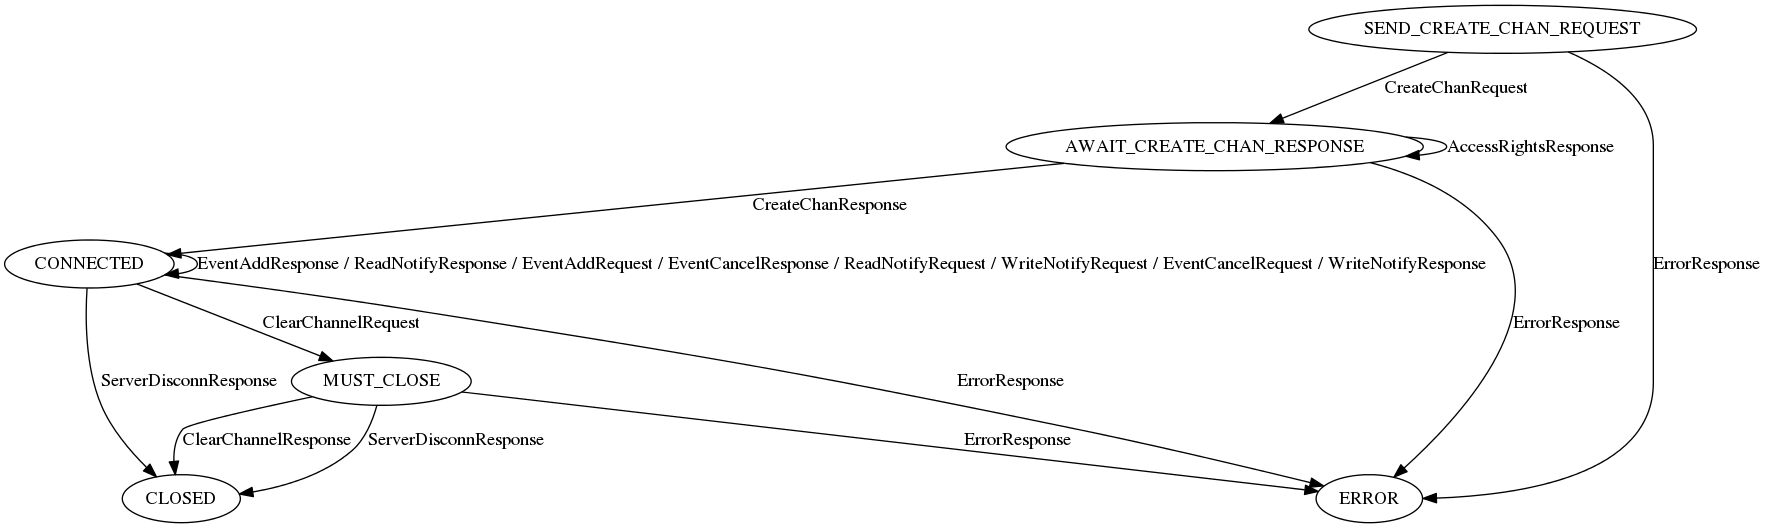 SEND_CREATE_CHAN_REQUEST
CreateChanRequest
AWAIT_CREATE_CHAN_RESPONSE
AccessRightsResponse
CreateChanResponse
CONNECTED
EventAddResponse / ReadNotifyResponse / EventAddRequest / EventCancelResponse / ReadNotifyRequest / WriteNotifyRequest / EventCancelRequest / WriteNotifyResponse
ErrorResponse
ClearChannelRequest
ErrorResponse
ServerDisconnResponse
MUST_CLOSE
ErrorResponse
ClearChannelResponse
ServerDisconnResponse
ErrorResponse
CLOSED
ERROR